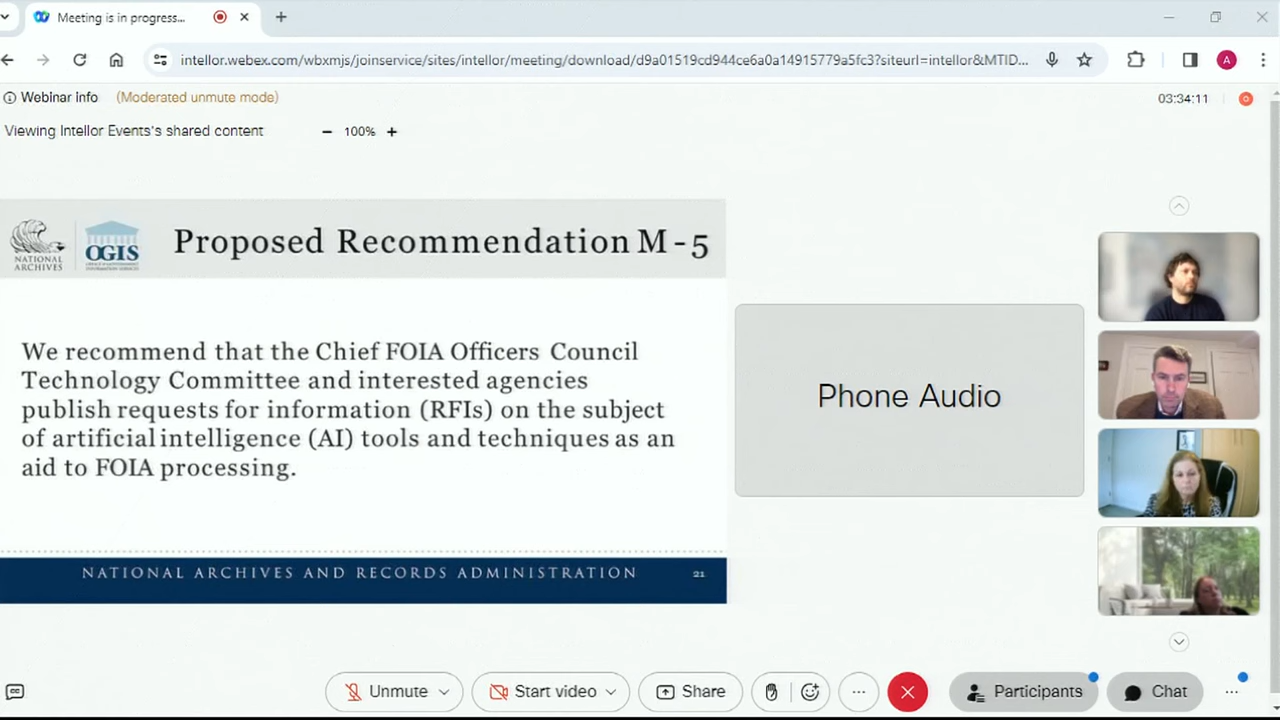 Meeting is in progress...
intellor.webex.com/wbxmjs/joinservice/sites/intellor/meeting/download/d9a01519cd944ce6a0a14915779a5fc3?siteurl=intellor&MTID...
A
Webinar info (Moderated unmute mode)
03:34:11
Viewing Intellor Events's shared content
100%
NATIONAL
ARCHIVES
OGIS
Proposed Recommendation M-5
We recommend that the Chief FOIA Officers Council
Technology Committee and interested agencies
publish requests for information (RFIs) on the subject
of artificial intelligence (AI) tools and techniques as an
aid to FOIA processing.
Phone Audio
NATIONAL ARCHIVES AND RECORDS ADMINISTRATION
21
Unmute
Start video
Share
Participants
Chat